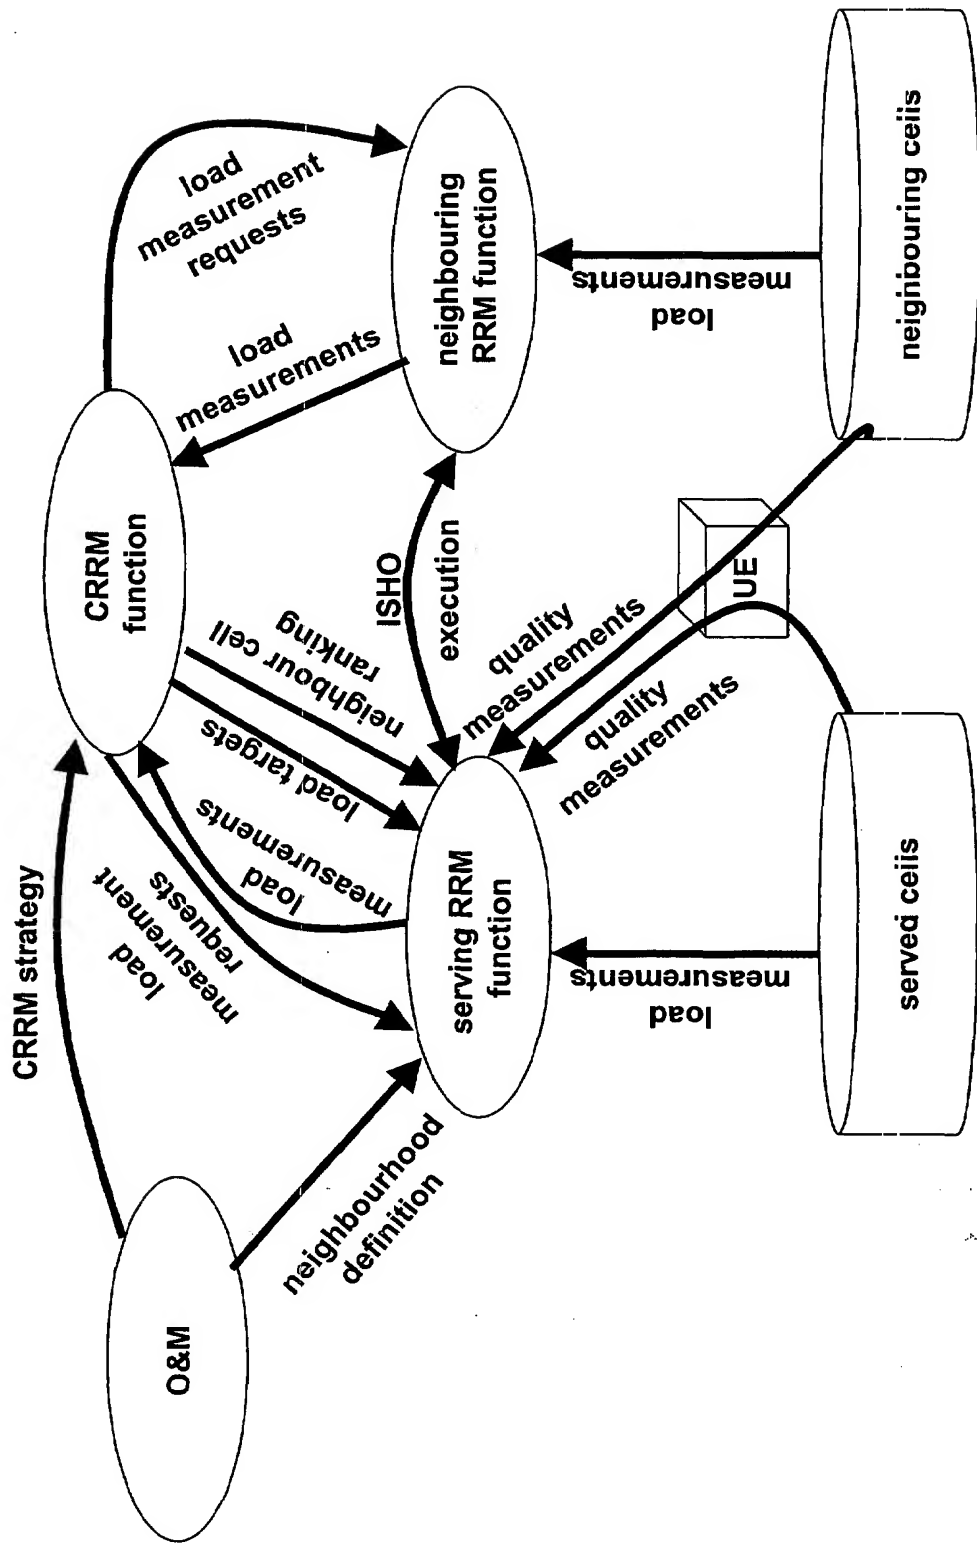 CRRM strategy
O&M
neighbourhood
definition
CRRM
function
load
measurement
requests
load
measurements
load targets
neighbour cell
ranking
load
measurements
load
measurement
requests
ISHO
execution
serving RRM
function
neighbouring
RRM function
quality
measurements
quality
measurements
UE
load
measurements
load
measurements
served cells
neighbouring cells